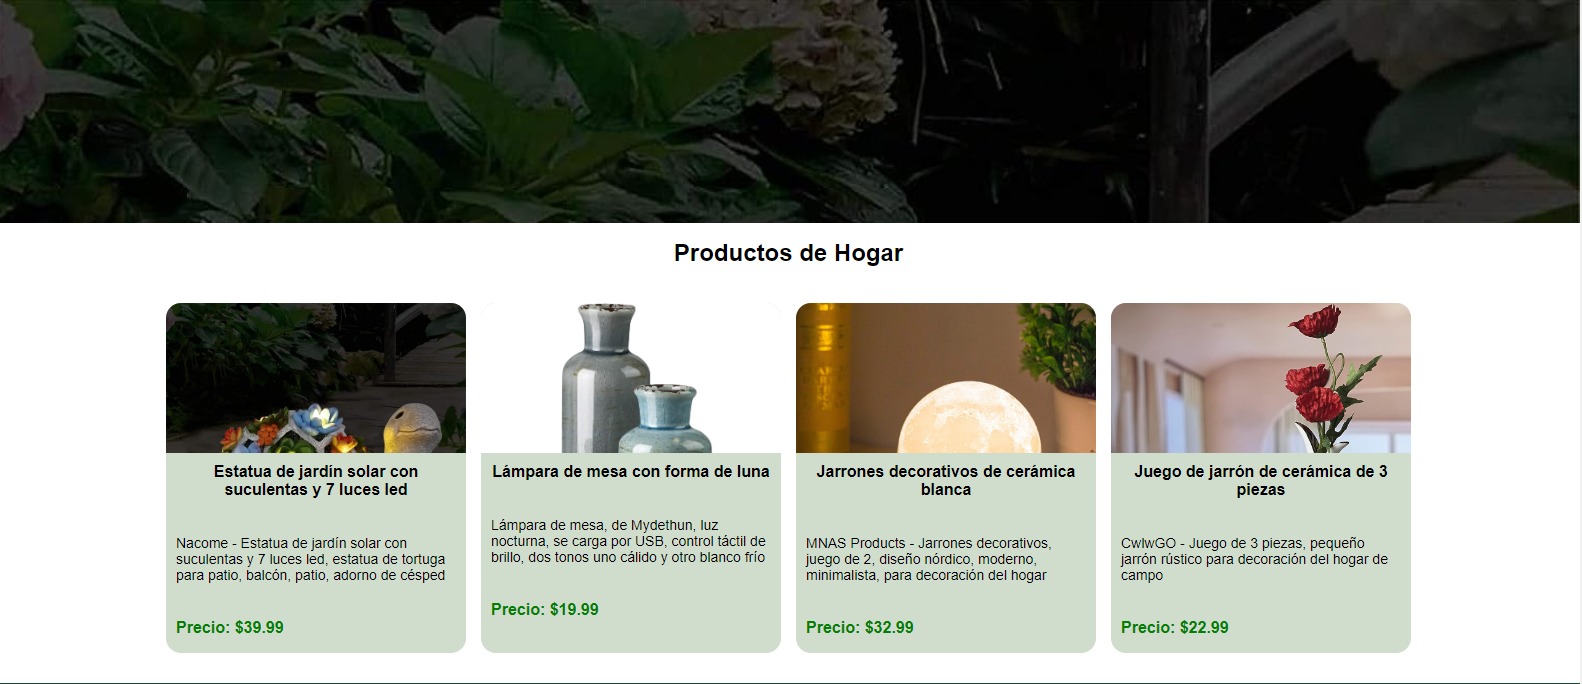 Productos de Hogar
Estatua de jardín solar con
suculentas y 7 luces led
Nacome - Estatua de jardín solar con
suculentas y 7 luces led, estatua de tortuga
para patio, balcón, patio, adorno de césped
Precio: $39.99
Lámpara de mesa con forma de luna
Lámpara de mesa, de Mydethun, luz
nocturna, se carga por USB, control táctil de
brillo, dos tonos uno cálido y otro blanco frío
Precio: $19.99
Jarrones decorativos de cerámica
blanca
MNAS Products - Jarrones decorativos,
juego de 2, diseño nórdico, moderno,
minimalista, para decoración del hogar
Precio: $32.99
Juego de jarrón de cerámica de 3
piezas
CwlwGO - Juego de 3 piezas, pequeño
jarrón rústico para decoración del hogar de
campo
Precio: $22.99